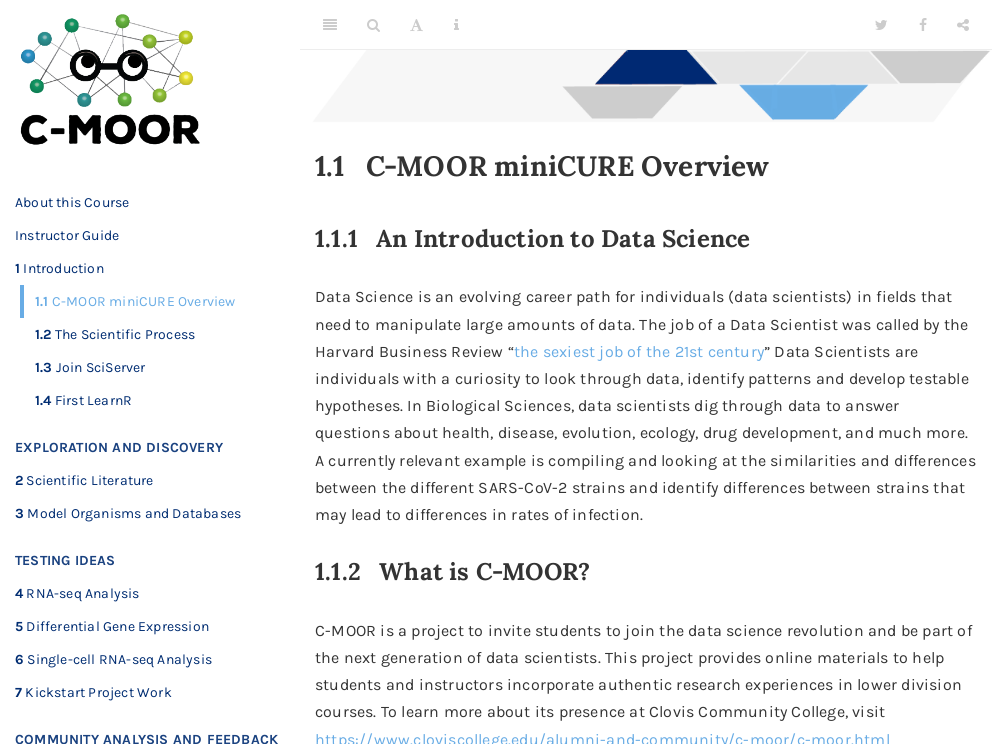 C-MOOR
About this Course
Instructor Guide
1 Introduction
1.1 C-MOOR miniCURE Overview
1.2 The Scientific Process
1.3 Join SciServer
1.4 First LearnR
EXPLORATION AND DISCOVERY
2 Scientific Literature
3 Model Organisms and Databases
TESTING IDEAS
4 RNA-seq Analysis
5 Differential Gene Expression
6 Single-cell RNA-seq Analysis
7 Kickstart Project Work
COMMUNITY ANALYSIS AND FEEDBACK
1.1 C-MOOR miniCURE Overview
1.1.1 An Introduction to Data Science
Data Science is an evolving career path for individuals (data scientists) in fields that
need to manipulate large amounts of data. The job of a Data Scientist was called by the
Harvard Business Review “the sexiest job of the 21st century” Data Scientists are
individuals with a curiosity to look through data, identify patterns and develop testable
hypotheses. In Biological Sciences, data scientists dig through data to answer
questions about health, disease, evolution, ecology, drug development, and much more.
A currently relevant example is compiling and looking at the similarities and differences
between the different SARS-CoV-2 strains and identify differences between strains that
may lead to differences in rates of infection.
1.1.2 What is C-MOOR?
C-MOOR is a project to invite students to join the data science revolution and be part of
the next generation of data scientists. This project provides online materials to help
students and instructors incorporate authentic research experiences in lower division
courses. To learn more about its presence at Clovis Community College, visit
https://www.cloviscollege.edu/alumni-and-community/c-moor/c-moor.html